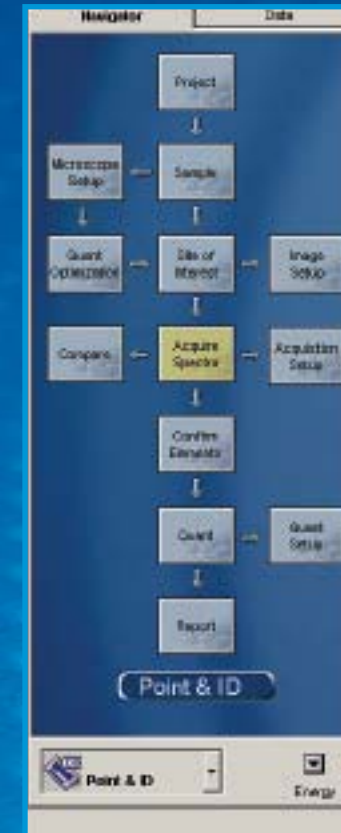 Navigator Data
Project
Microscope
Setup
Sample
Quant
Optimization
Site of
Interest
Image
Setup
Compare
Acquire
Spectra
Acquisition
Setup
Confirm
Elements
Quant
Quant
Setup
Report
Point & ID
Point & ID
Energy